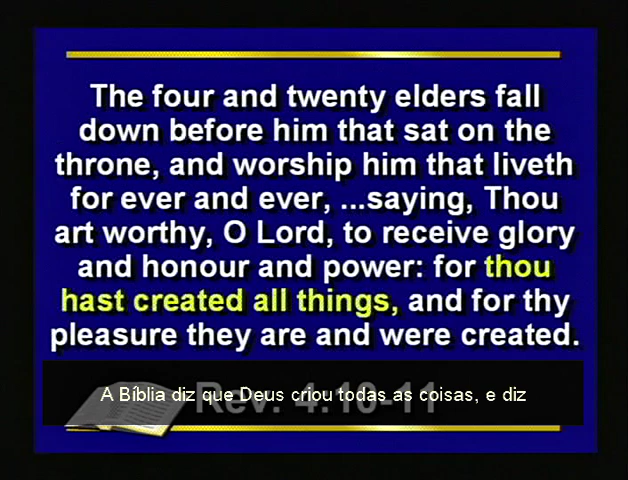 The four and twenty elders fall
down before him that sat on the
throne, and worship him that liveth
for ever and ever, ...saying, Thou
art worthy, O Lord, to receive glory
and honour and power: for thou
hast created all things, and for thy
pleasure they are and were created.
Rev. 4:10-11
A Bíblia diz que Deus criou todas as coisas, e diz